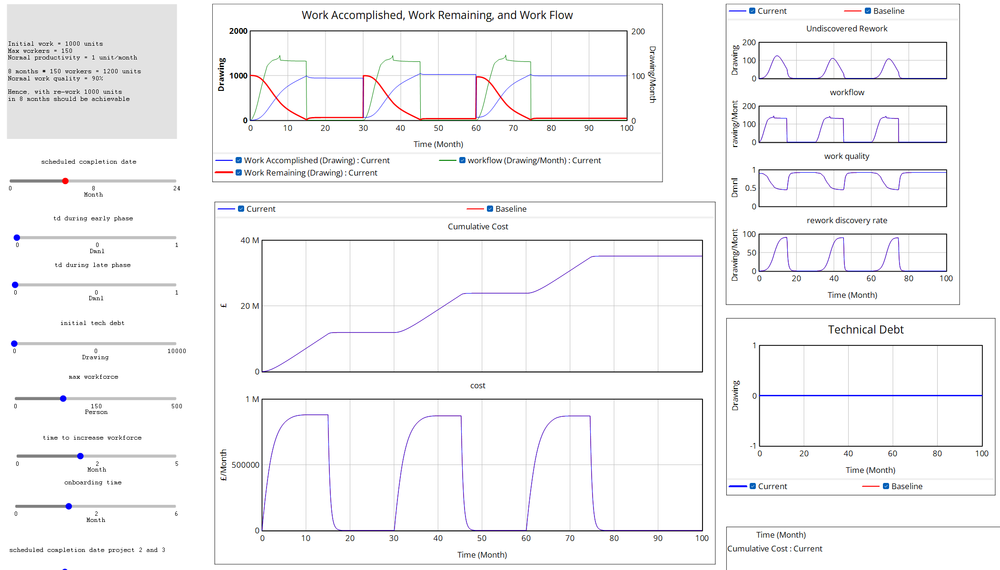 Initial work = 1000 units
Max workers = 150
Normal productivity = 1 unit/month
8 months * 150 workers = 1200 units
Normal work quality = 90%
Hence, with re-work 1000 units
in 8 months should be achievable
scheduled completion date
0 8 24
Month
td during early phase
0 0 1
Dmnl
td during late phase
0 0 1
Dmnl
initial tech debt
0 0 10000
Drawing
max workforce
0 150 500
Person
time to increase workforce
0 2 5
Month
onboarding time
0 2 6
Month
scheduled completion date project 2 and 3
Work Accomplished, Work Remaining, and Work Flow
Drawing
2000
1000
0
200
100
0
Drawing/Month
0 10 20 30 40 50 60 70 80 90 100
Time (Month)
Work Accomplished (Drawing) : Current
workflow (Drawing/Month) : Current
Work Remaining (Drawing) : Current
Current Baseline
Cumulative Cost
£
40 M
20 M
0
cost
£/Month
1 M
500000
0
0 10 20 30 40 50 60 70 80 90 100
Time (Month)
Current Baseline
Undiscovered Rework
Drawing
200
100
0
workflow
rawing/Mont
200
100
0
work quality
Dmnl
1
0.5
0
rework discovery rate
Drawing/Mont
100
50
0
0 20 40 60 80 100
Time (Month)
Technical Debt
Drawing
1
0
-1
0 20 40 60 80 100
Time (Month)
Current Baseline
Time (Month)
Cumulative Cost : Current